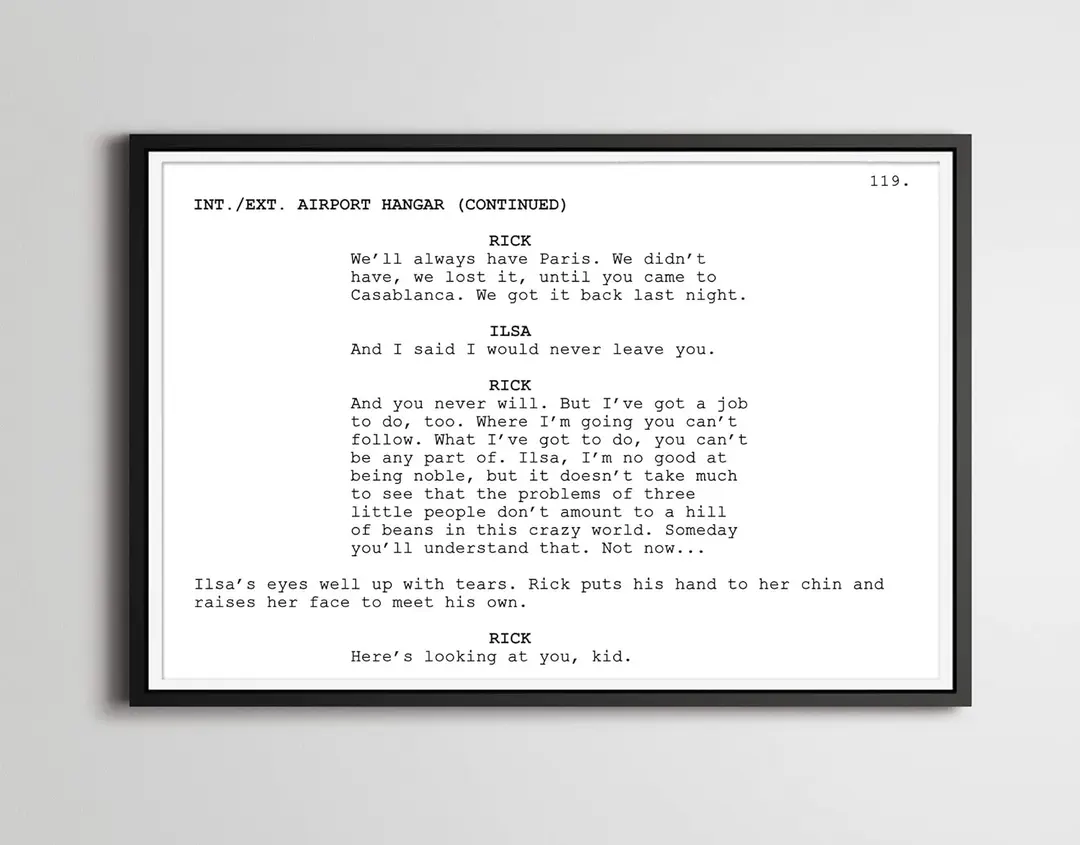 119.
INT./EXT. AIRPORT HANGAR (CONTINUED)
RICK
We’ll always have Paris. We didn’t
have, we lost it, until you came to
Casablanca. We got it back last night.
ILSA
And I said I would never leave you.
RICK
And you never will. But I’ve got a job
to do, too. Where I’m going you can’t
follow. What I’ve got to do, you can’t
be any part of. Ilsa, I’m no good at
being noble, but it doesn’t take much
to see that the problems of three
little people don’t amount to a hill
of beans in this crazy world. Someday
you’ll understand that. Not now...
Ilsa’s eyes well up with tears. Rick puts his hand to her chin and
raises her face to meet his own.
RICK
Here’s looking at you, kid.